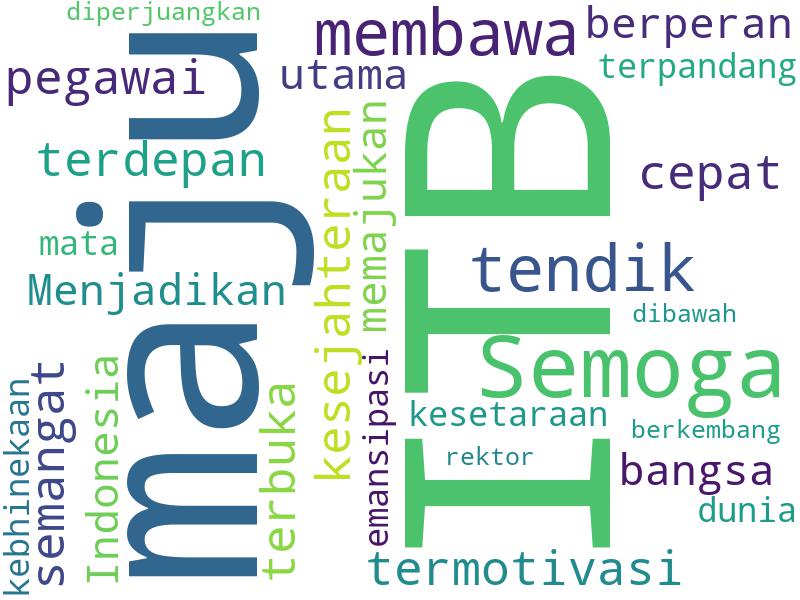 diperjuangkan
membawa
berperan
pegawai
utama
terpandang
maju
ITB
terdepan
kesejahteraan
memajukan
cepat
mata
tendik
Menjadikan
dibawah
Semoga
kebhinekaan
semangat
Indonesia
terbuka
emansipasi
kesetaraan
berkembang
rektor
bangsa
dunia
termotivasi